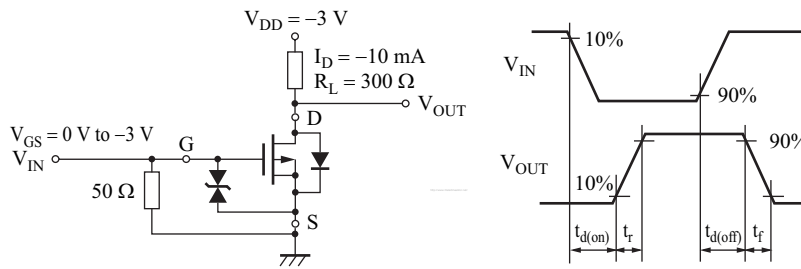 V_DD = −3 V
I_D = −10 mA
R_L = 300 Ω
V_OUT
D
V_GS = 0 V to −3 V
V_IN
G
50 Ω
S
10%
V_IN
90%
V_OUT
90%
10%
t_d(on)
t_r
t_d(off)
t_f